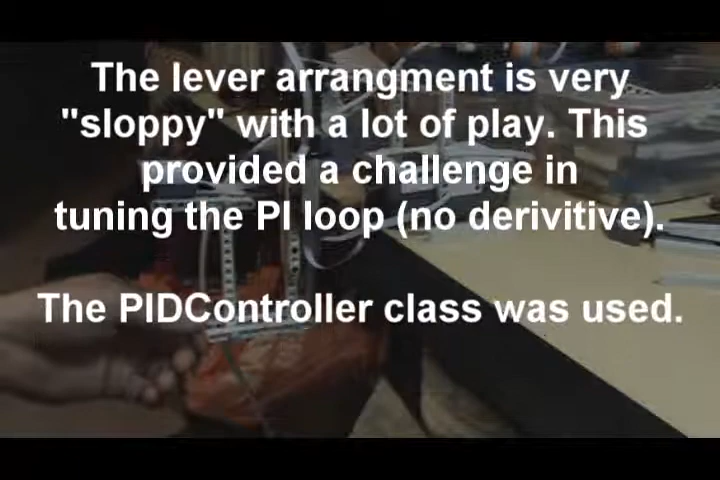 The lever arrangment is very
"sloppy" with a lot of play. This
provided a challenge in
tuning the PI loop (no derivitive).
The PIDController class was used.